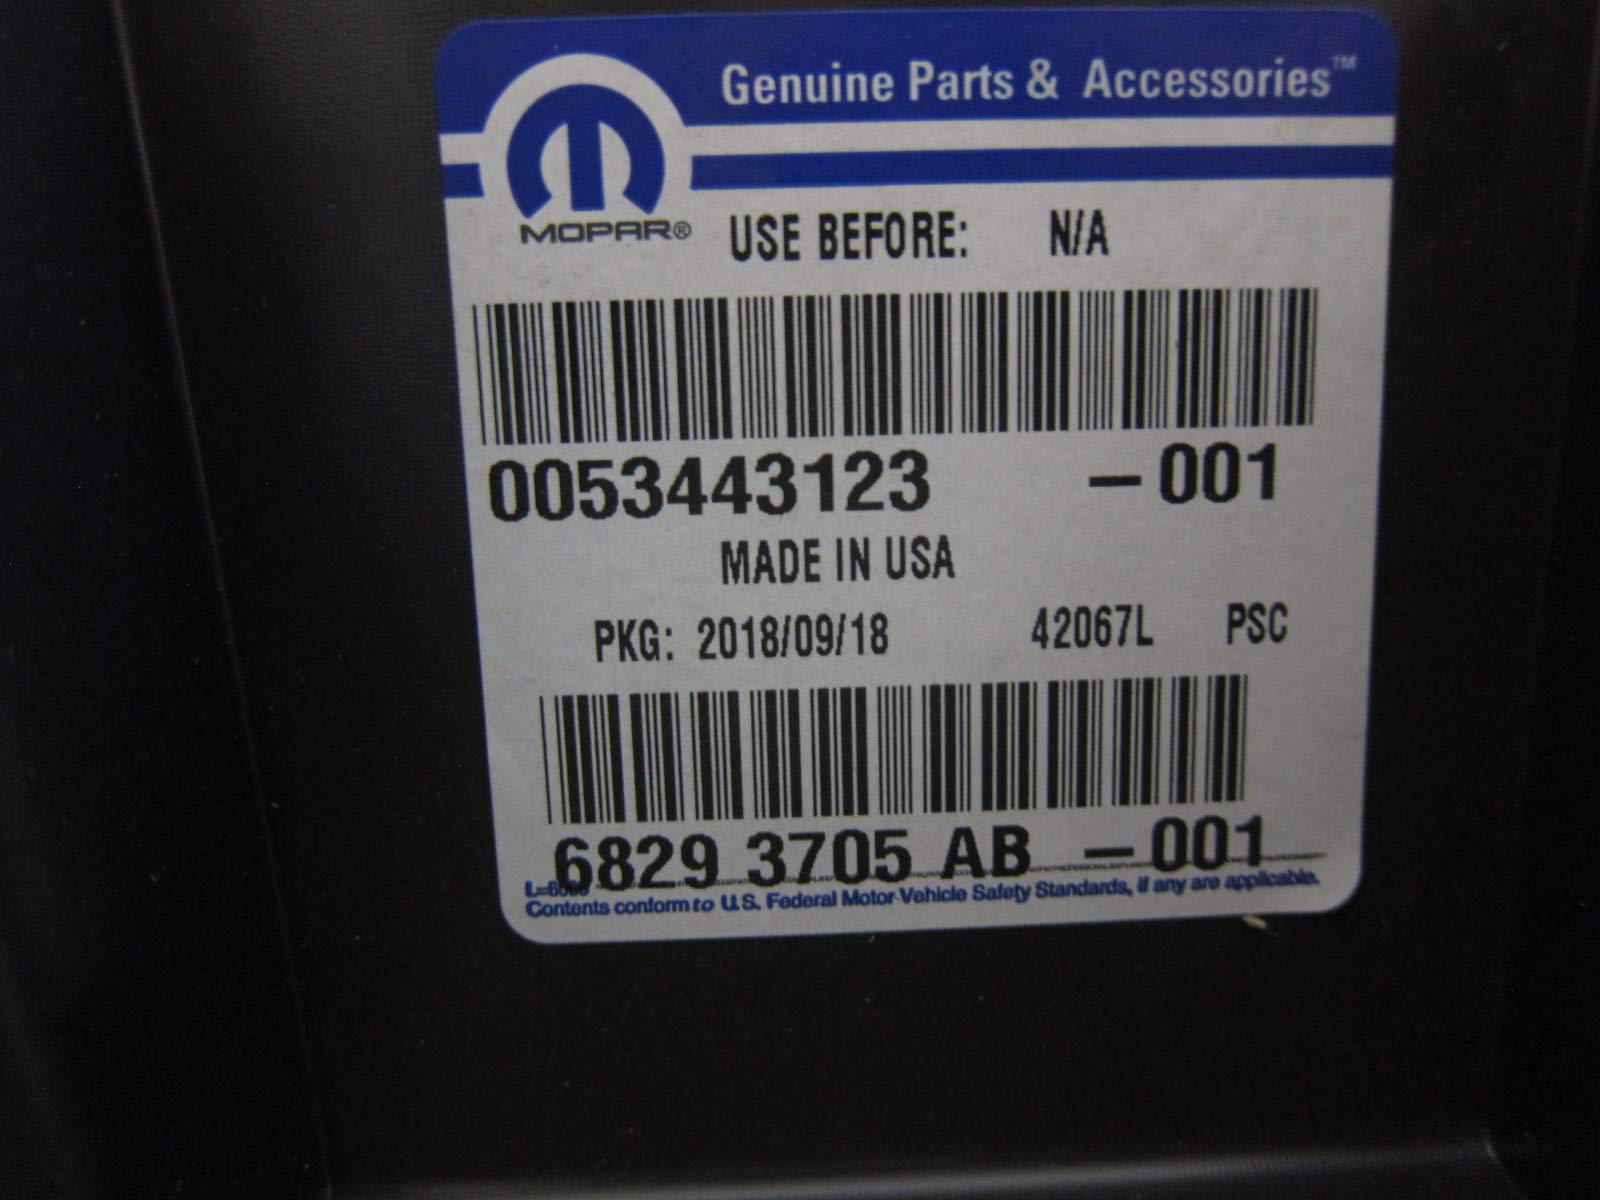 Genuine Parts & Accessories™
MOPAR®
USE BEFORE: N/A
0053443123 -001
MADE IN USA
PKG: 2018/09/18 42067L PSC
6829 3705 AB -001
Contents conform to U.S. Federal Motor Vehicle Safety Standards, if any are applicable.